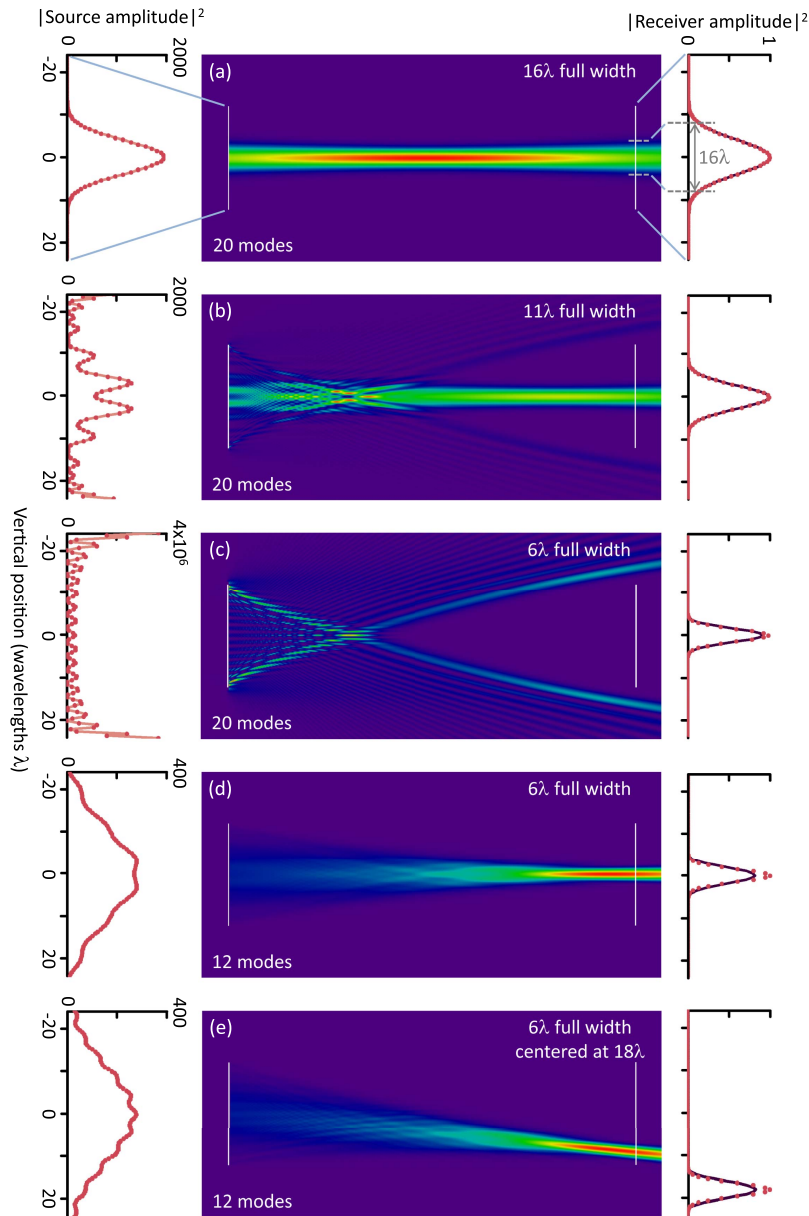 |Source amplitude|²
|Receiver amplitude|²
0
2000
0
1
-20
0
20
(a)
16λ full width
16λ
20 modes
0
2000
-20
0
20
(b)
11λ full width
20 modes
0
4x10⁶
-20
0
20
(c)
6λ full width
20 modes
Vertical position (wavelengths λ)
0
400
-20
0
20
(d)
6λ full width
12 modes
0
400
-20
0
20
(e)
6λ full width
centered at 18λ
12 modes